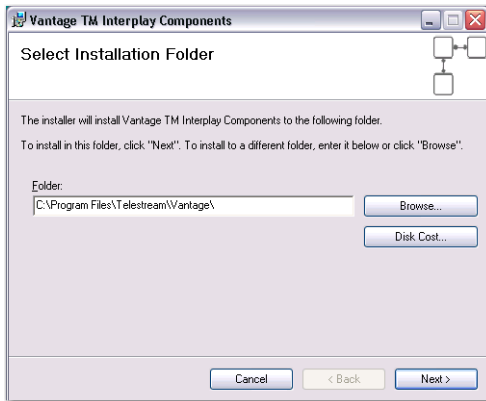 Vantage TM Interplay Components
Select Installation Folder
The installer will install Vantage TM Interplay Components to the following folder.
To install in this folder, click "Next". To install to a different folder, enter it below or click "Browse".
Folder:
C:\Program Files\Telestream\Vantage\
Browse...
Disk Cost...
Cancel
< Back
Next >